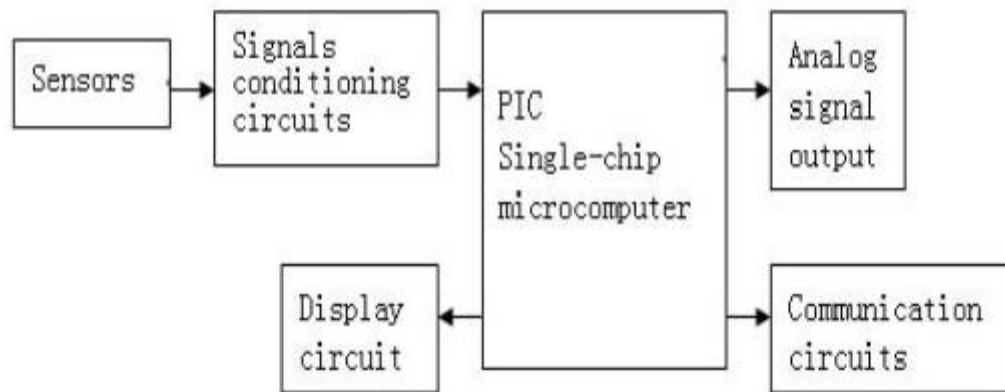 Sensors
Signals
conditioning
circuits
PIC
Single-chip
microcomputer
Analog
signal
output
Display
circuit
Communication
circuits